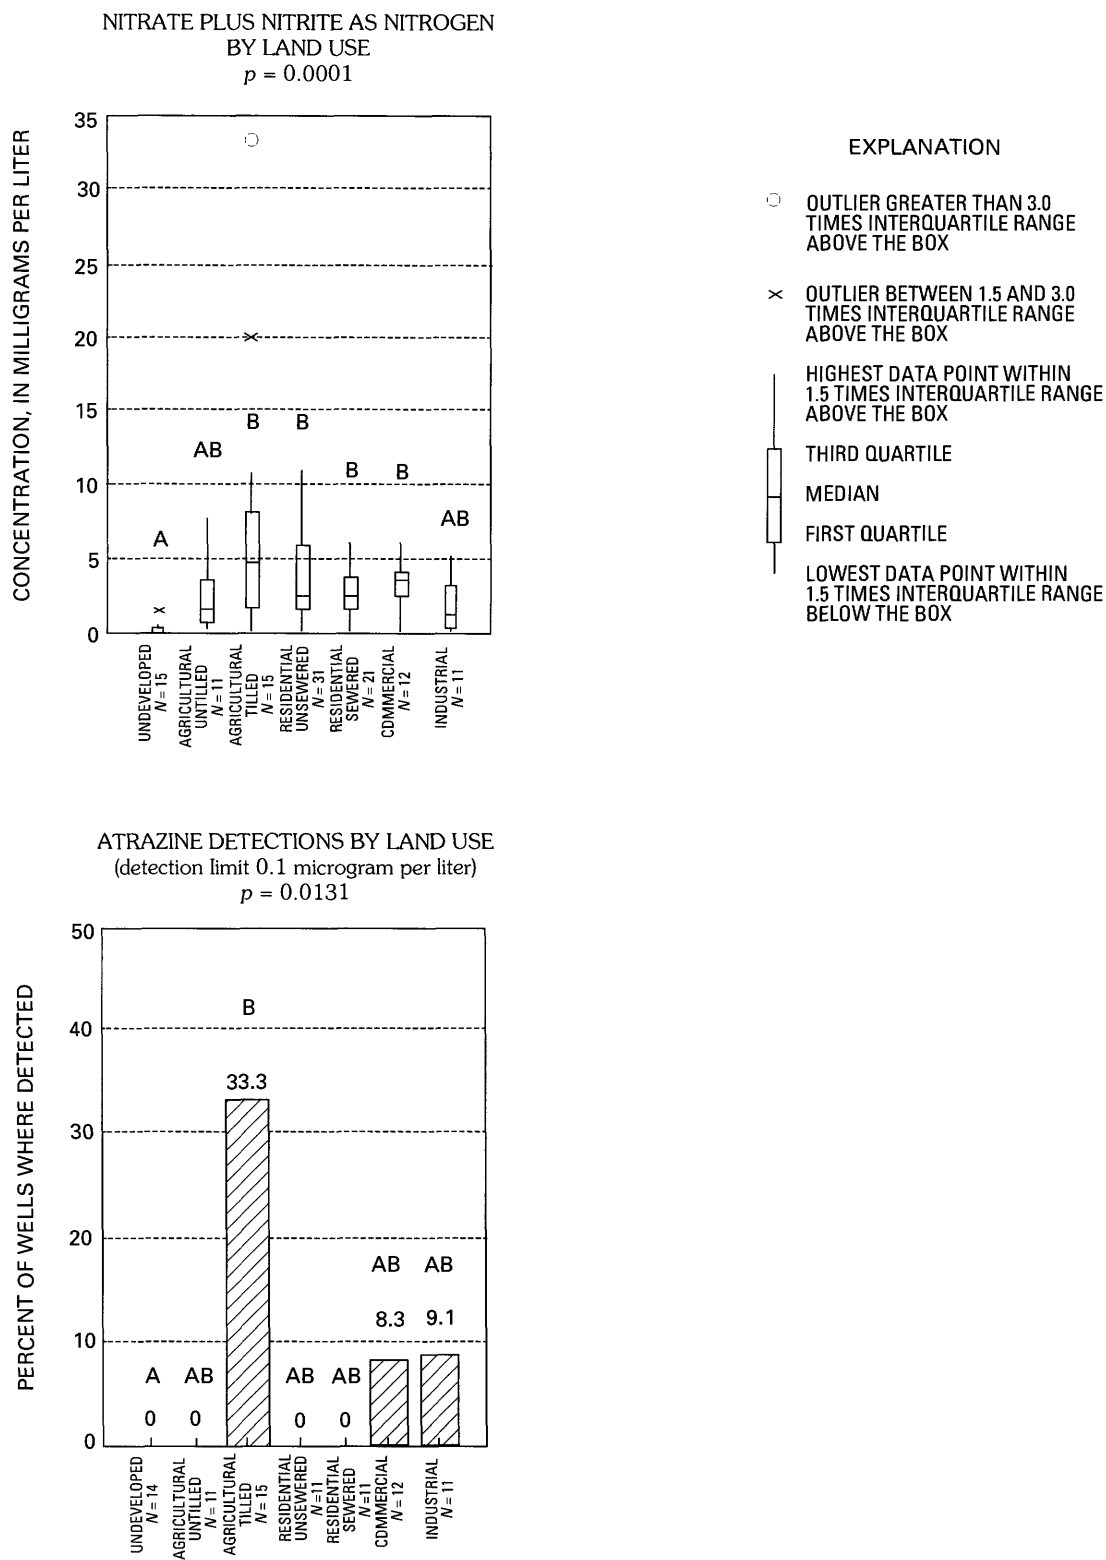 NITRATE PLUS NITRITE AS NITROGEN
BY LAND USE
p = 0.0001
CONCENTRATION, IN MILLIGRAMS PER LITER
35
30
25
20
15
10
5
0
A
AB
B
B
B
B
AB
UNDEVELOPED
N = 15
AGRICULTURAL
UNTILLED
N = 11
AGRICULTURAL
TILLED
N = 15
RESIDENTIAL
UNSEWERED
N = 31
RESIDENTIAL
SEWERED
N = 21
COMMERCIAL
N = 12
INDUSTRIAL
N = 11
EXPLANATION
OUTLIER GREATER THAN 3.0
TIMES INTERQUARTILE RANGE
ABOVE THE BOX
OUTLIER BETWEEN 1.5 AND 3.0
TIMES INTERQUARTILE RANGE
ABOVE THE BOX
HIGHEST DATA POINT WITHIN
1.5 TIMES INTERQUARTILE RANGE
ABOVE THE BOX
THIRD QUARTILE
MEDIAN
FIRST QUARTILE
LOWEST DATA POINT WITHIN
1.5 TIMES INTERQUARTILE RANGE
BELOW THE BOX
ATRAZINE DETECTIONS BY LAND USE
(detection limit 0.1 microgram per liter)
p = 0.0131
PERCENT OF WELLS WHERE DETECTED
50
40
30
20
10
0
A
0
AB
0
B
33.3
AB
0
AB
0
AB
8.3
AB
9.1
UNDEVELOPED
N = 14
AGRICULTURAL
UNTILLED
N = 11
AGRICULTURAL
TILLED
N = 15
RESIDENTIAL
UNSEWERED
N =11
RESIDENTIAL
SEWERED
N =11
COMMERCIAL
N = 12
INDUSTRIAL
N = 11